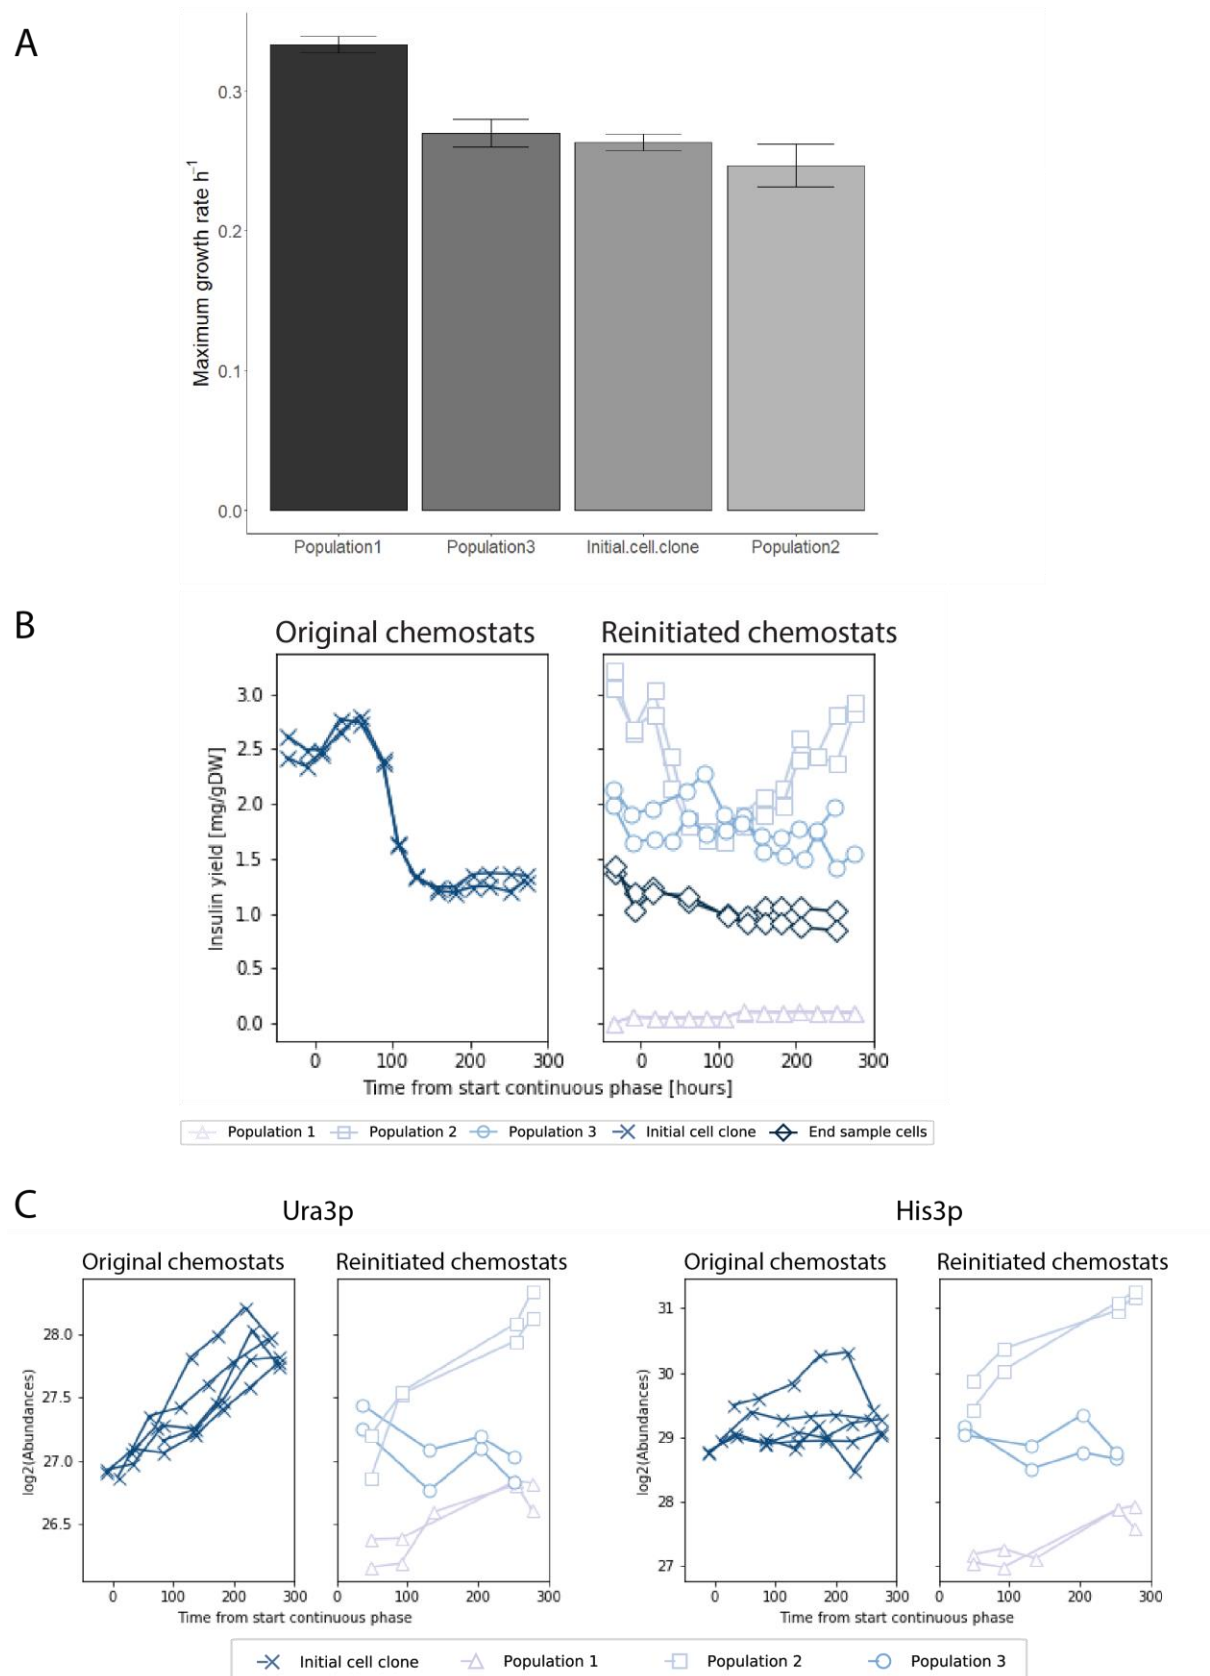 A
Maximum growth rate h⁻¹
0.3
0.2
0.1
0.0
Population1 Population3 Initial.cell.clone Population2
B
Original chemostats Reinitiated chemostats
Insulin yield [mg/gDW]
3.0
2.5
2.0
1.5
1.0
0.5
0.0
0 100 200 300 0 100 200 300
Time from start continuous phase [hours]
Population 1 Population 2 Population 3 Initial cell clone End sample cells
C
Ura3p His3p
Original chemostats Reinitiated chemostats Original chemostats Reinitiated chemostats
log2(Abundances)
28.0
27.5
27.0
26.5
log2(Abundances)
31
30
29
28
27
0 100 200 300 0 100 200 300 0 100 200 300 0 100 200 300
Time from start continuous phase Time from start continuous phase
Initial cell clone Population 1 Population 2 Population 3